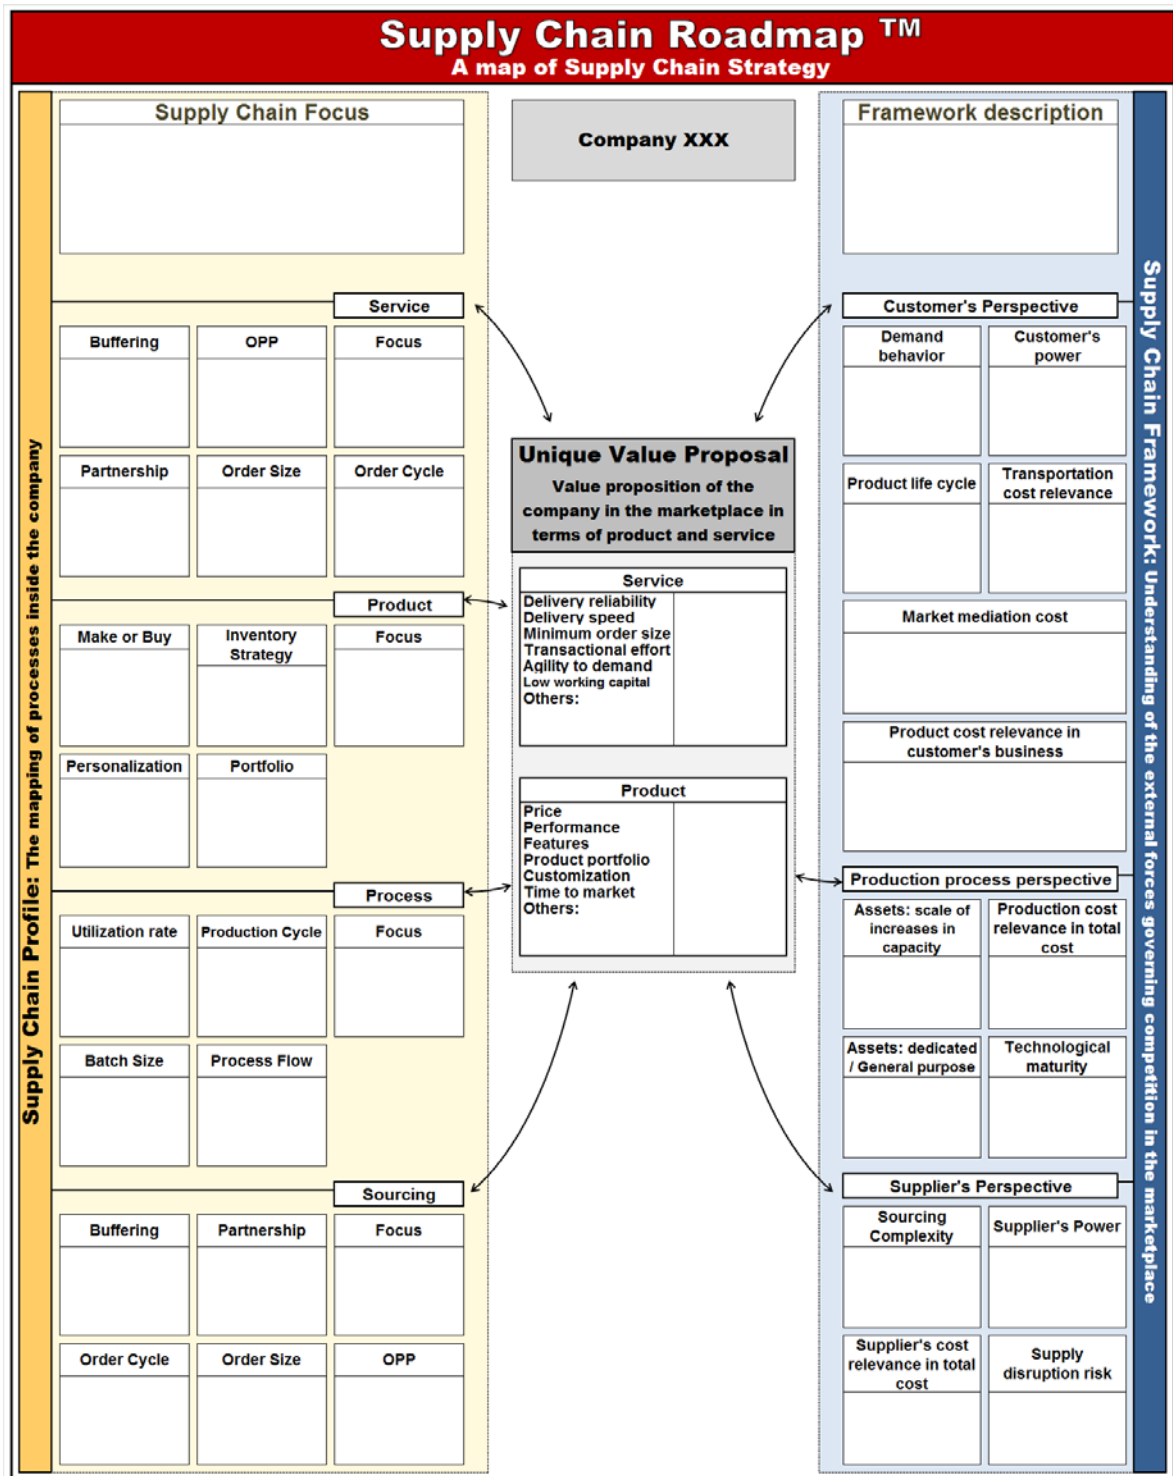 Supply Chain Roadmap ™
A map of Supply Chain Strategy
Supply Chain Profile: The mapping of processes inside the company
Supply Chain Focus
Service
Buffering
OPP
Focus
Partnership
Order Size
Order Cycle
Product
Make or Buy
Inventory
Strategy
Focus
Personalization
Portfolio
Process
Utilization rate
Production Cycle
Focus
Batch Size
Process Flow
Sourcing
Buffering
Partnership
Focus
Order Cycle
Order Size
OPP
Company XXX
Unique Value Proposal
Value proposition of the
company in the marketplace in
terms of product and service
Service
Delivery reliability
Delivery speed
Minimum order size
Transactional effort
Agility to demand
Low working capital
Others:
Product
Price
Performance
Features
Product portfolio
Customization
Time to market
Others:
Framework description
Customer's Perspective
Demand
behavior
Customer's
power
Product life cycle
Transportation
cost relevance
Market mediation cost
Product cost relevance in
customer's business
Production process perspective
Assets: scale of
increases in
capacity
Production cost
relevance in total
cost
Assets: dedicated
/ General purpose
Technological
maturity
Supplier's Perspective
Sourcing
Complexity
Supplier's Power
Supplier's cost
relevance in total
cost
Supply
disruption risk
Supply Chain Framework: Understanding of the external forces governing competition in the marketplace